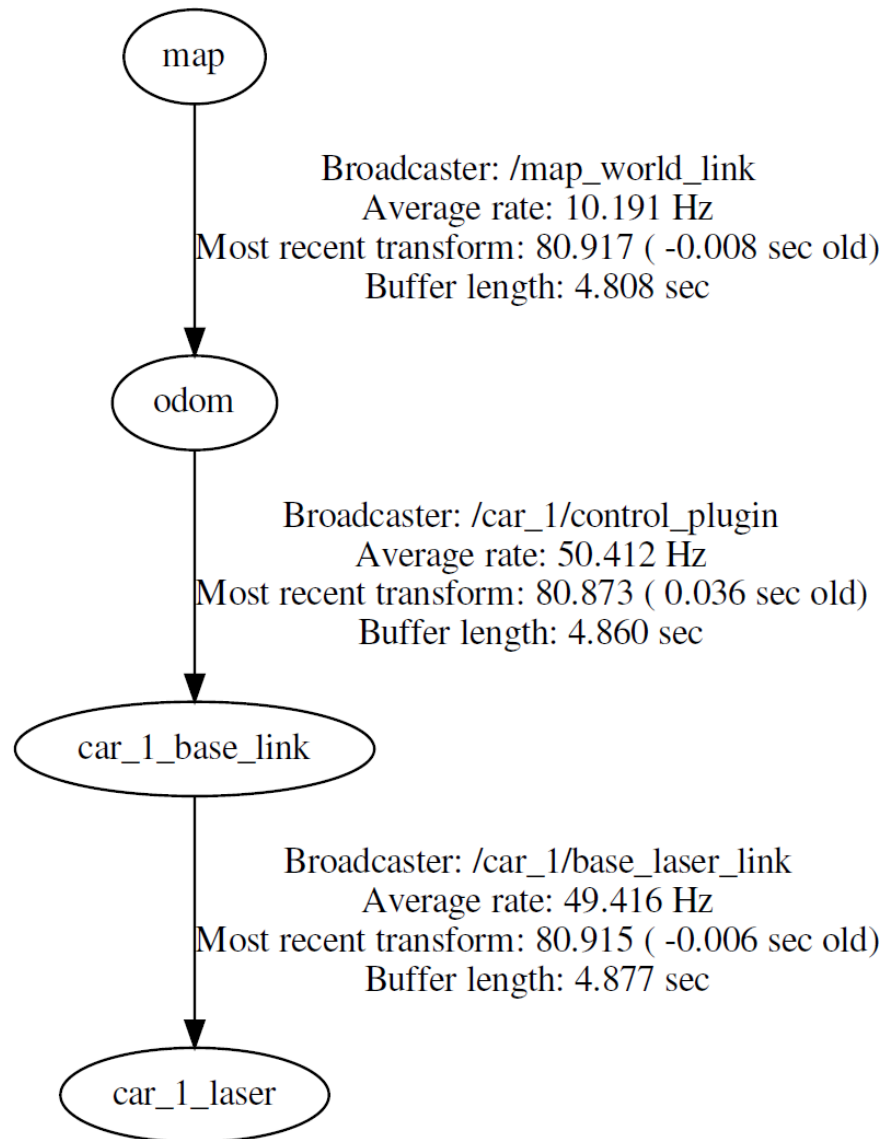 map
Broadcaster: /map_world_link
Average rate: 10.191 Hz
Most recent transform: 80.917 ( -0.008 sec old)
Buffer length: 4.808 sec
odom
Broadcaster: /car_1/control_plugin
Average rate: 50.412 Hz
Most recent transform: 80.873 ( 0.036 sec old)
Buffer length: 4.860 sec
car_1_base_link
Broadcaster: /car_1/base_laser_link
Average rate: 49.416 Hz
Most recent transform: 80.915 ( -0.006 sec old)
Buffer length: 4.877 sec
car_1_laser